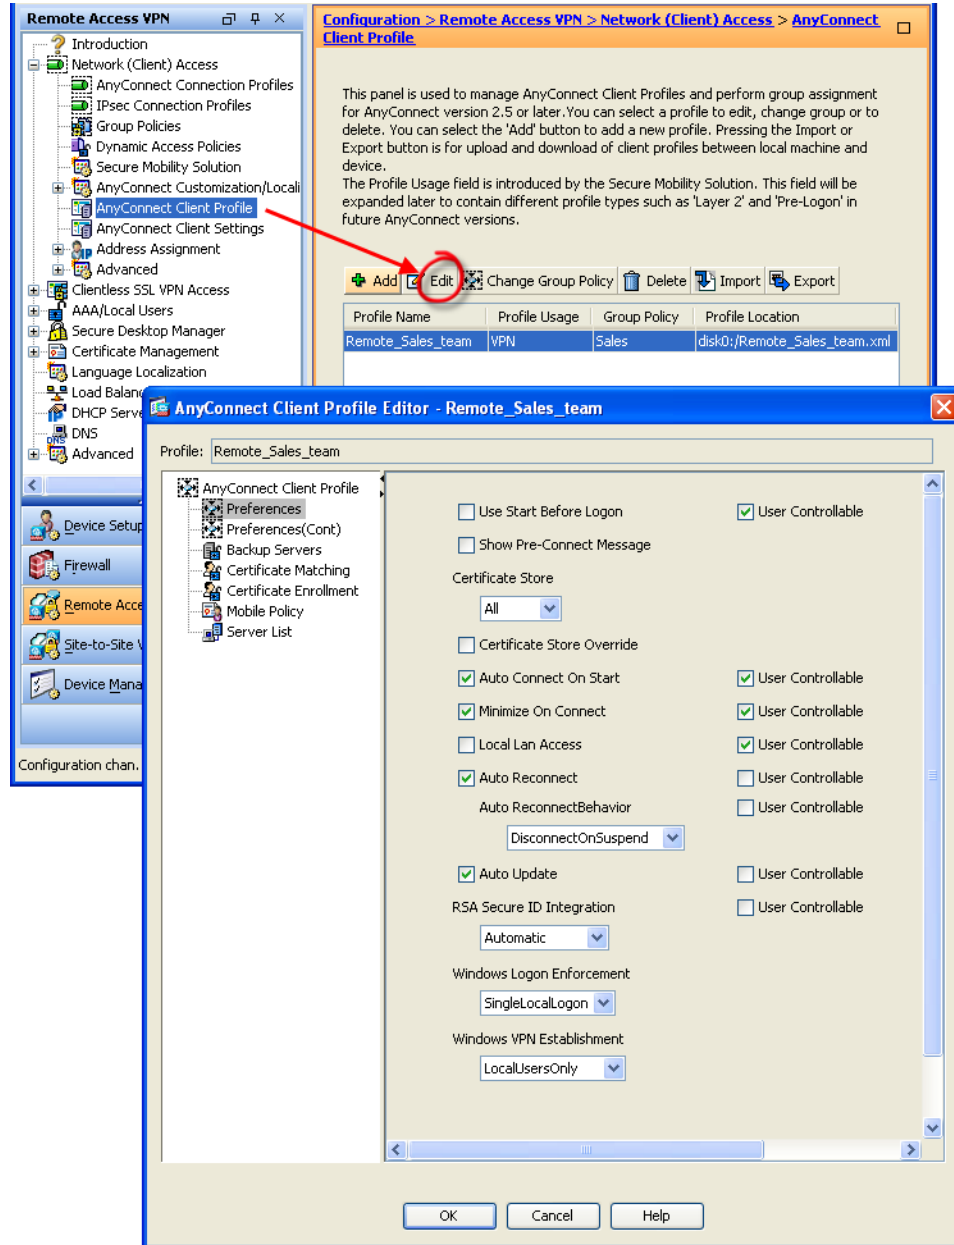 Remote Access VPN
Introduction
Network (Client) Access
AnyConnect Connection Profiles
IPsec Connection Profiles
Group Policies
Dynamic Access Policies
Secure Mobility Solution
AnyConnect Customization/Locali
AnyConnect Client Profile
AnyConnect Client Settings
Address Assignment
Advanced
Clientless SSL VPN Access
AAA/Local Users
Secure Desktop Manager
Certificate Management
Language Localization
Load Balanc
DHCP Serve
DNS
Advanced
Device Setup
Firewall
Remote Acce
Site-to-Site V
Device Mana
Configuration chan.
Configuration > Remote Access VPN > Network (Client) Access > AnyConnect
Client Profile
This panel is used to manage AnyConnect Client Profiles and perform group assignment
for AnyConnect version 2.5 or later.You can select a profile to edit, change group or to
delete. You can select the 'Add' button to add a new profile. Pressing the Import or
Export button is for upload and download of client profiles between local machine and
device.
The Profile Usage field is introduced by the Secure Mobility Solution. This field will be
expanded later to contain different profile types such as 'Layer 2' and 'Pre-Logon' in
future AnyConnect versions.
Add Edit Change Group Policy Delete Import Export
Profile Name Profile Usage Group Policy Profile Location
Remote_Sales_team VPN Sales disk0:/Remote_Sales_team.xml
AnyConnect Client Profile Editor - Remote_Sales_team
Profile: Remote_Sales_team
AnyConnect Client Profile
Preferences
Preferences(Cont)
Backup Servers
Certificate Matching
Certificate Enrollment
Mobile Policy
Server List
Use Start Before Logon User Controllable
Show Pre-Connect Message
Certificate Store
All
Certificate Store Override
Auto Connect On Start User Controllable
Minimize On Connect User Controllable
Local Lan Access User Controllable
Auto Reconnect User Controllable
Auto ReconnectBehavior User Controllable
DisconnectOnSuspend
Auto Update User Controllable
RSA Secure ID Integration User Controllable
Automatic
Windows Logon Enforcement
SingleLocalLogon
Windows VPN Establishment
LocalUsersOnly
OK Cancel Help